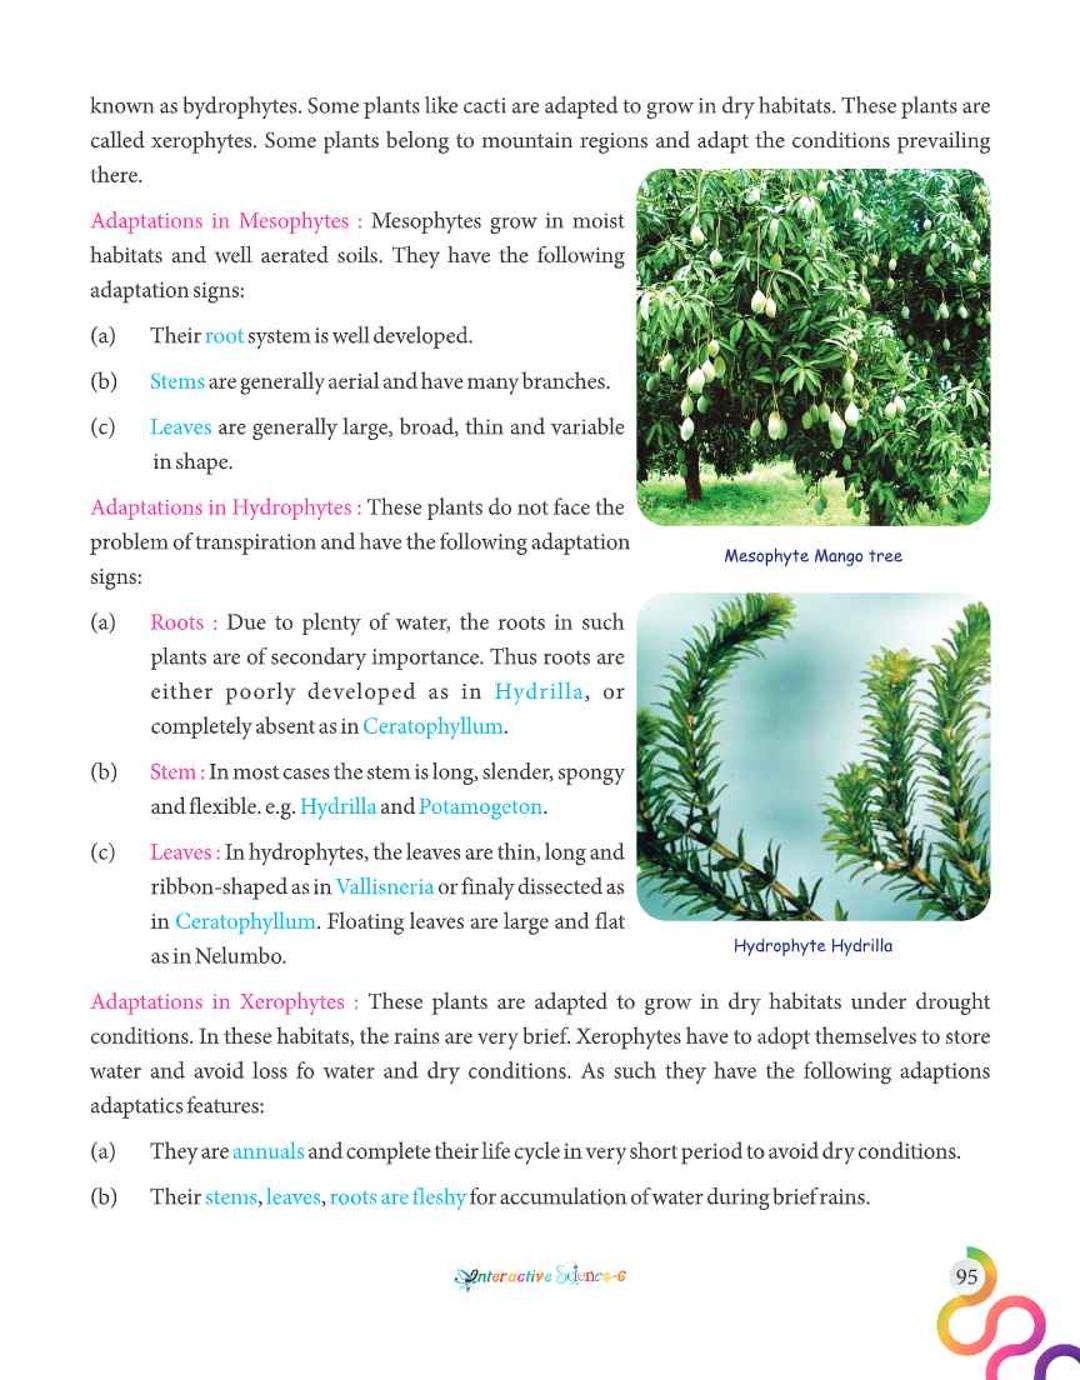 known as bydrophytes. Some plants like cacti are adapted to grow in dry habitats. These plants are
called xerophytes. Some plants belong to mountain regions and adapt the conditions prevailing
there.
Adaptations in Mesophytes : Mesophytes grow in moist
habitats and well aerated soils. They have the following
adaptation signs:
(a) Their root system is well developed.
(b) Stems are generally aerial and have many branches.
(c) Leaves are generally large, broad, thin and variable
in shape.
Mesophyte Mango tree
Adaptations in Hydrophytes : These plants do not face the
problem of transpiration and have the following adaptation
signs:
(a) Roots : Due to plenty of water, the roots in such
plants are of secondary importance. Thus roots are
either poorly developed as in Hydrilla, or
completely absent as in Ceratophyllum.
(b) Stem : In most cases the stem is long, slender, spongy
and flexible. e.g. Hydrilla and Potamogeton.
(c) Leaves : In hydrophytes, the leaves are thin, long and
ribbon-shaped as in Vallisneria or finaly dissected as
in Ceratophyllum. Floating leaves are large and flat
as in Nelumbo.
Hydrophyte Hydrilla
Adaptations in Xerophytes : These plants are adapted to grow in dry habitats under drought
conditions. In these habitats, the rains are very brief. Xerophytes have to adopt themselves to store
water and avoid loss fo water and dry conditions. As such they have the following adaptions
adaptatics features:
(a) They are annuals and complete their life cycle in very short period to avoid dry conditions.
(b) Their stems, leaves, roots are fleshy for accumulation of water during brief rains.
Interactive Science-6
95